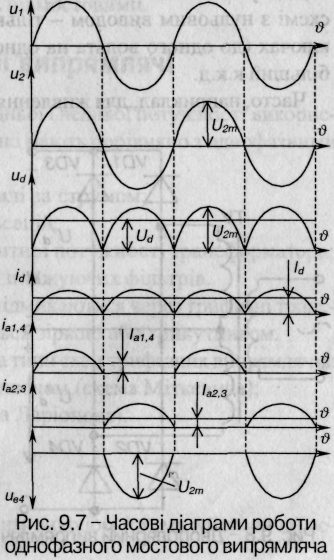 u1
ϑ
u2
U2m
ϑ
ud
Ud
U2m
ϑ
id
Id
ϑ
ia1,4
Ia1,4
ϑ
ia2,3
Ia2,3
ϑ
ϑ
U2m
uв4
Рис. 9.7 – Часові діаграми роботи
однофазного мостового випрямляча